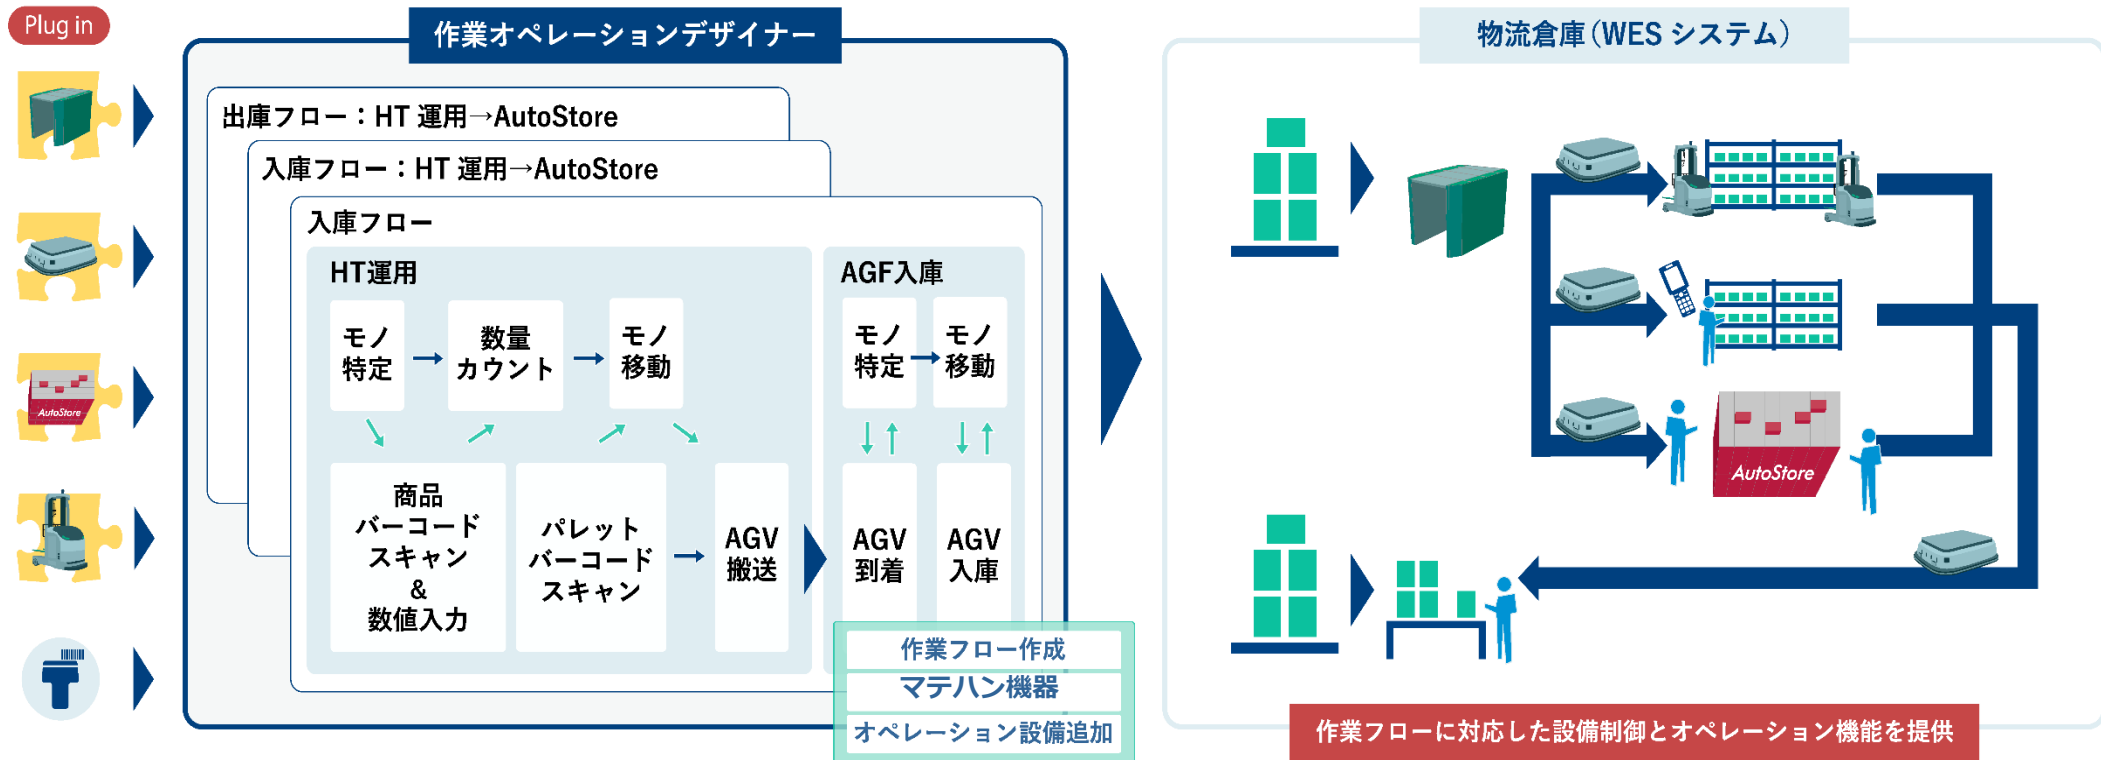 Plug in
作業オペレーションデザイナー
出庫フロー：HT 運用→AutoStore
入庫フロー：HT 運用→AutoStore
入庫フロー
HT運用
モノ
特定
数量
カウント
モノ
移動
商品
バーコード
スキャン
&
数値入力
パレット
バーコード
スキャン
AGV
搬送
AGF入庫
モノ
特定
モノ
移動
AGV
到着
AGV
入庫
作業フロー作成
マテハン機器
オペレーション設備追加
AutoStore
物流倉庫（WES システム）
AutoStore
作業フローに対応した設備制御とオペレーション機能を提供